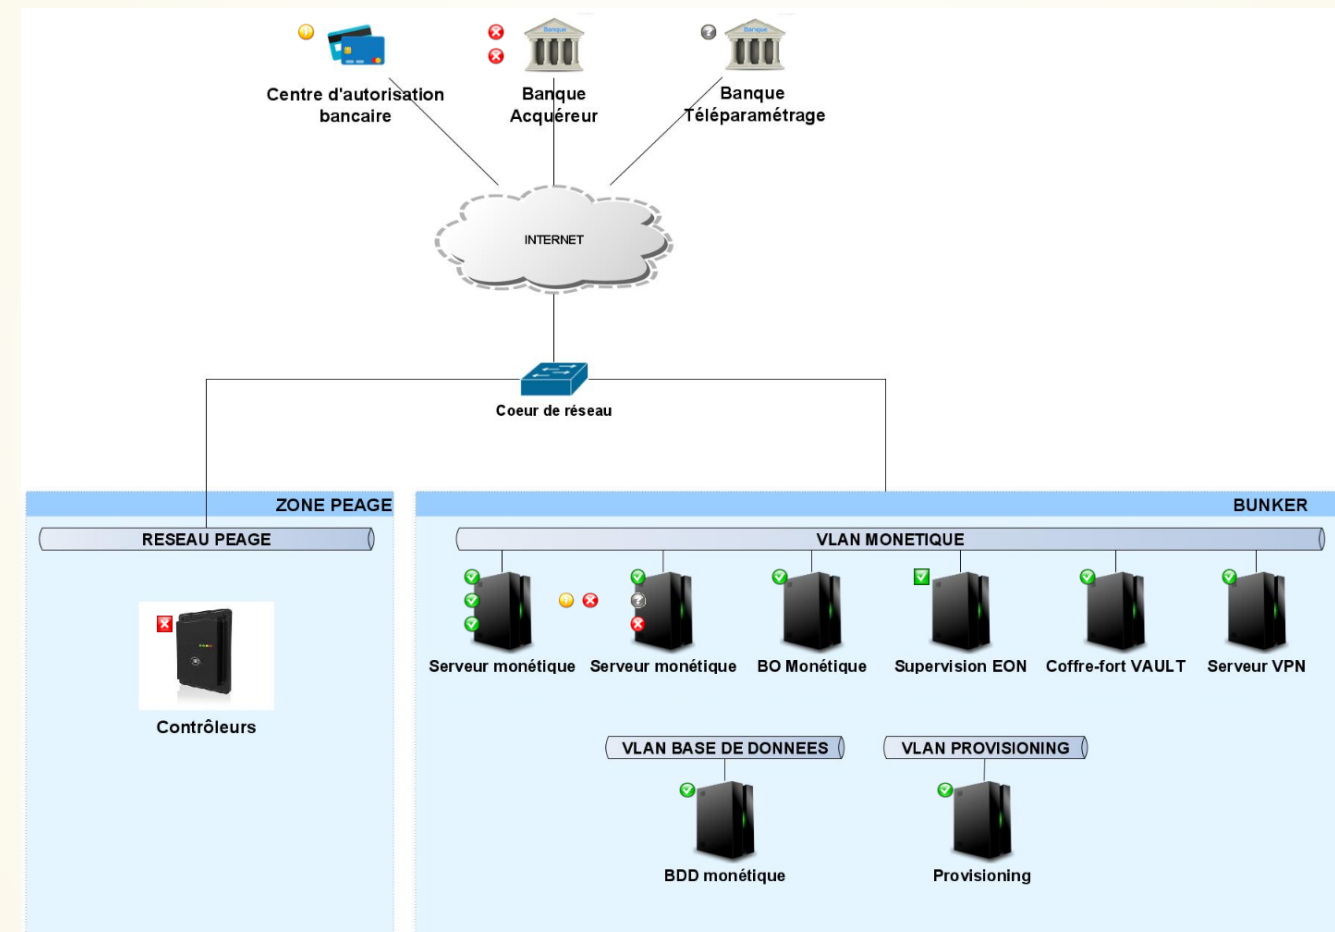 Banque
Banque
Centre d'autorisation
bancaire
Banque
Acquéreur
Banque
Téléparamétrage
INTERNET
Coeur de réseau
ZONE PEAGE
BUNKER
RESEAU PEAGE
VLAN MONETIQUE
Serveur monétique
Serveur monétique
BO Monétique
Supervision EON
Coffre-fort VAULT
Serveur VPN
Contrôleurs
VLAN BASE DE DONNEES
VLAN PROVISIONING
BDD monétique
Provisioning